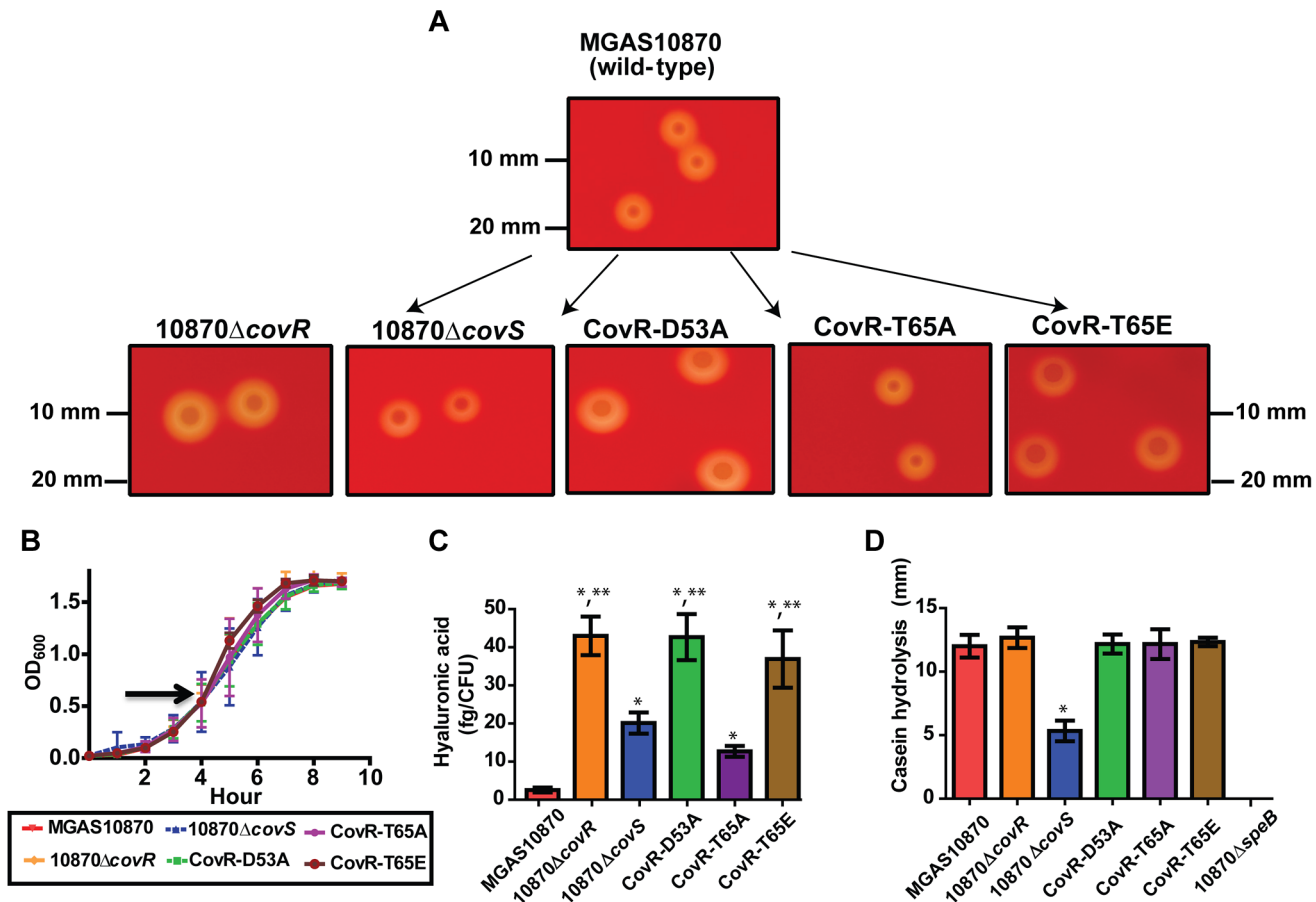 A
MGAS10870
(wild-type)
10 mm
20 mm
10870ΔcovR
10870ΔcovS
CovR-D53A
CovR-T65A
CovR-T65E
10 mm
20 mm
10 mm
20 mm
B
OD600
1.5
1.0
0.5
0.0
2
4
6
8
10
Hour
MGAS10870
10870ΔcovS
CovR-T65A
10870ΔcovR
CovR-D53A
CovR-T65E
C
Hyaluronic acid
(fg/CFU)
50
40
30
20
10
0
*,**
*
*,**
*
*,**
MGAS10870
10870ΔcovR
10870ΔcovS
CovR-D53A
CovR-T65A
CovR-T65E
D
Casein hydrolysis (mm)
15
10
5
0
*
MGAS10870
10870ΔcovR
10870ΔcovS
CovR-D53A
CovR-T65A
CovR-T65E
10870ΔspeB